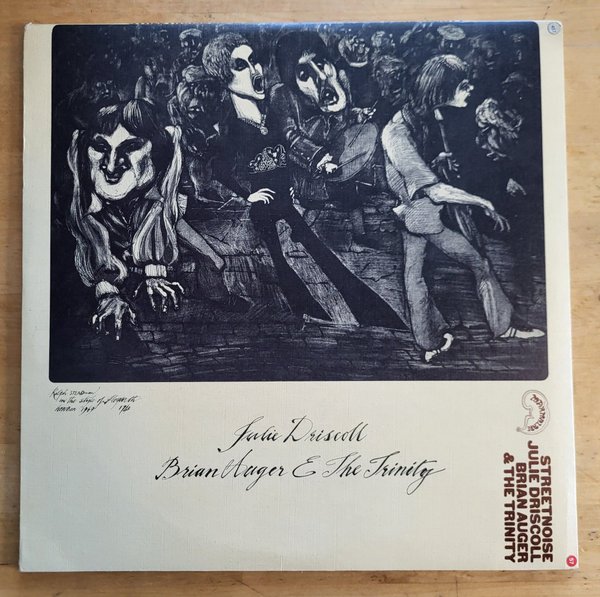 Julie Driscoll
Brian Auger & The Trinity
STREETNOISE
JULIE DRISCOLL
BRIAN AUGER
& THE TRINITY